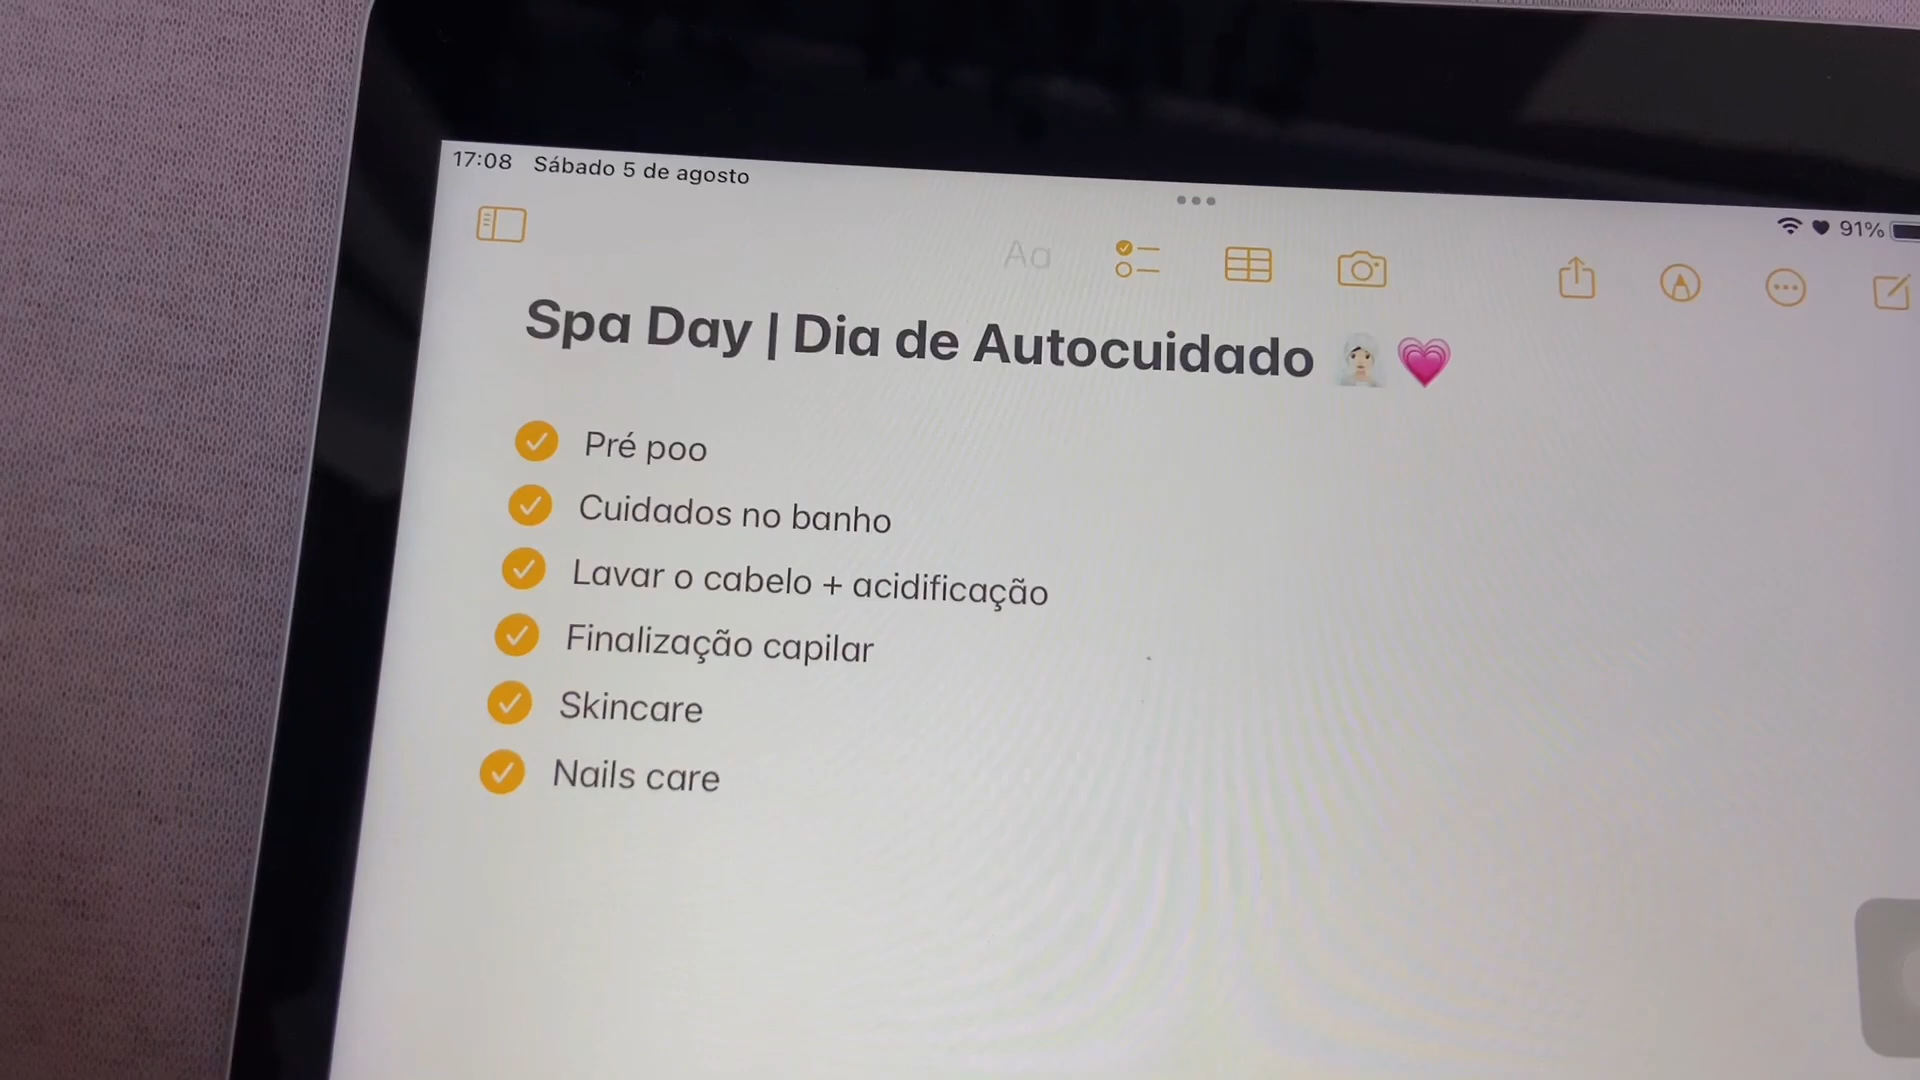 17:08 Sábado 5 de agosto
91%
Aa
Spa Day | Dia de Autocuidado 👰🏻 💗
Pré poo
Cuidados no banho
Lavar o cabelo + acidificação
Finalização capilar
Skincare
Nails care